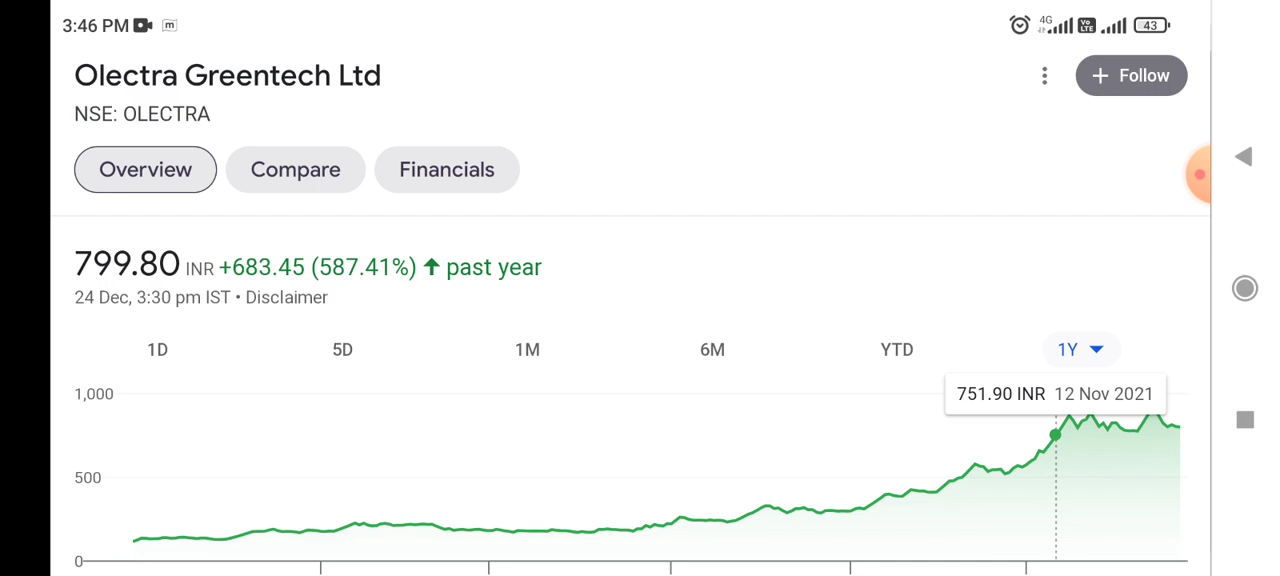 3:46 PM m 4G Vo LTE 43
Olectra Greentech Ltd
+ Follow
NSE: OLECTRA
Overview Compare Financials
799.80 INR +683.45 (587.41%) ↑ past year
24 Dec, 3:30 pm IST • Disclaimer
1D 5D 1M 6M YTD 1Y
1,000
751.90 INR 12 Nov 2021
500
0